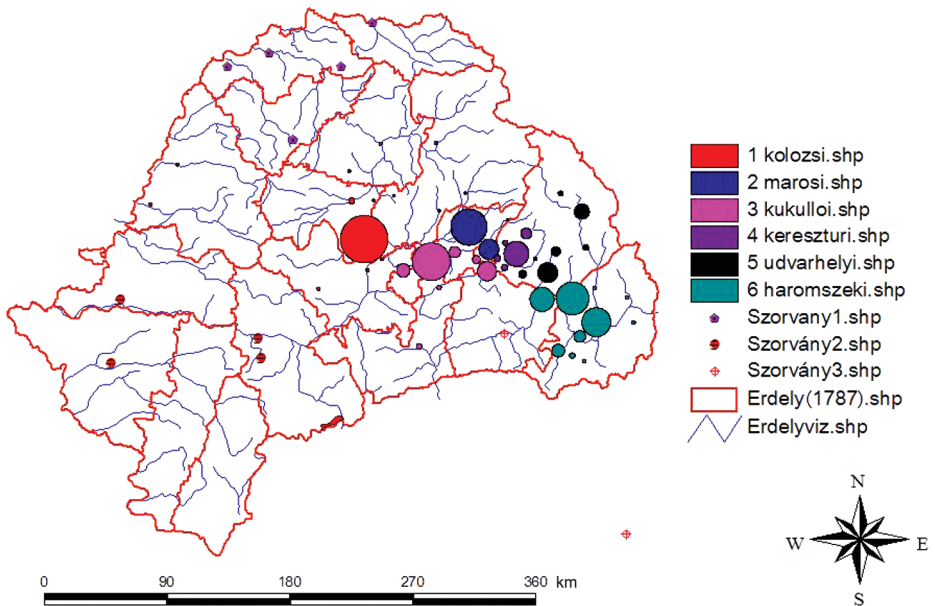 1 kolozsi.shp
2 marosi.shp
3 kukulloi.shp
4 kereszturi.shp
5 udvarhelyi.shp
6 haromszeki.shp
Szorvany1.shp
Szorvány2.shp
Szorvány3.shp
Erdely(1787).shp
Erdelyviz.shp
N
W E
S
0 90 180 270 360 km